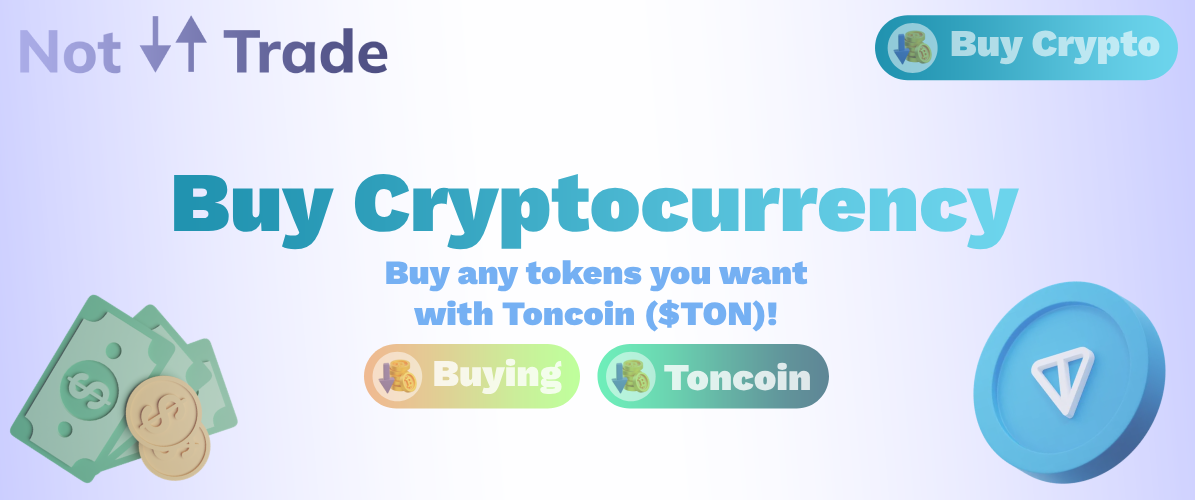 Not Trade
Buy Crypto
Buy Cryptocurrency
Buy any tokens you want
with Toncoin ($TON)!
Buying
Toncoin